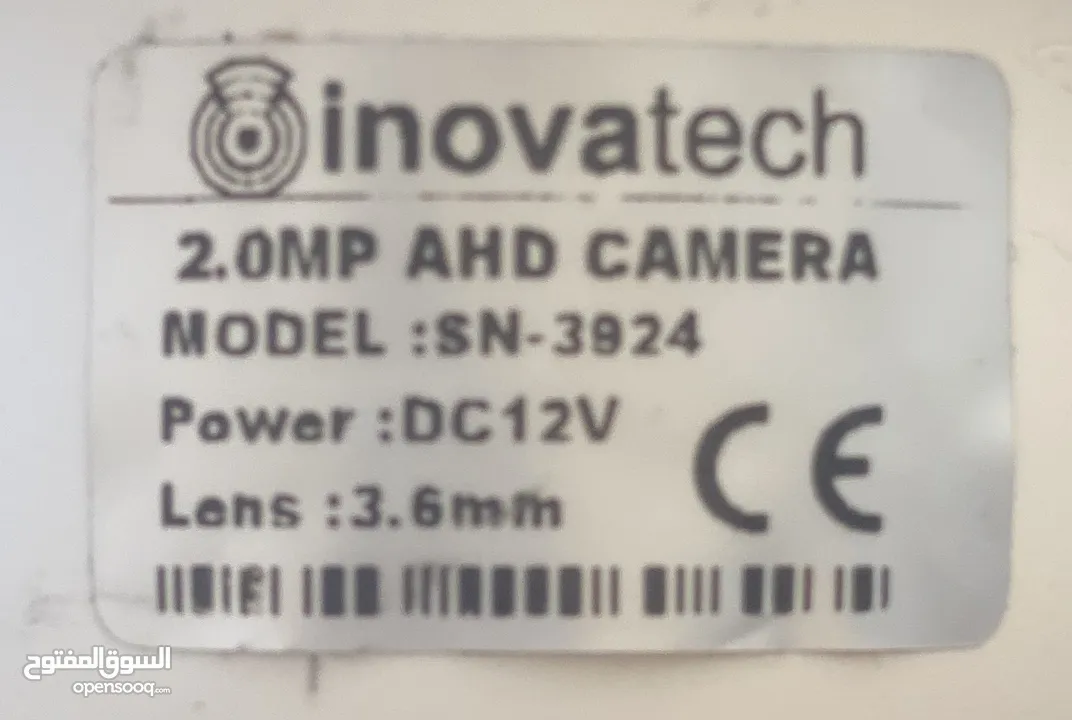 inovatech
2.0MP AHD CAMERA
MODEL :SN-3924
Power :DC12V
Lens :3.6mm
CE
السوق المفتوح
opensooq.com